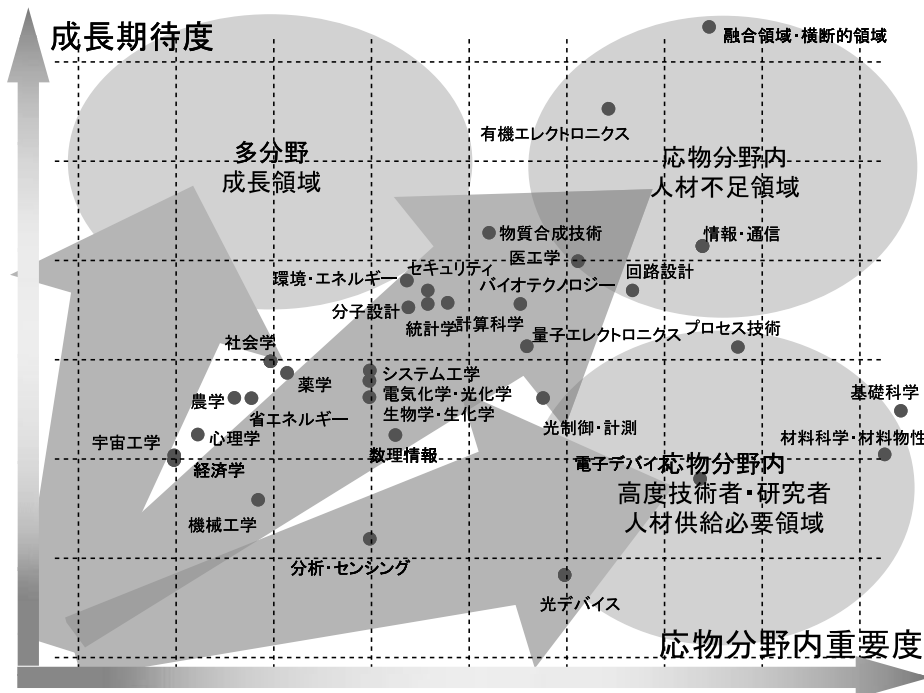 成長期待度
融合領域・横断的領域
有機エレクトロニクス
多分野
成長領域
応物分野内
人材不足領域
物質合成技術
情報・通信
医工学
環境・エネルギー
セキュリティ
バイオテクノロジー
回路設計
分子設計
統計学
計算科学
量子エレクトロニクス
プロセス技術
社会学
薬学
システム工学
電気化学・光化学
生物学・生化学
農学
省エネルギー
基礎科学
光制御・計測
宇宙工学
心理学
経済学
数理情報
材料科学・材料物性
電子デバイス
応物分野内
高度技術者・研究者
人材供給必要領域
機械工学
分析・センシング
光デバイス
応物分野内重要度